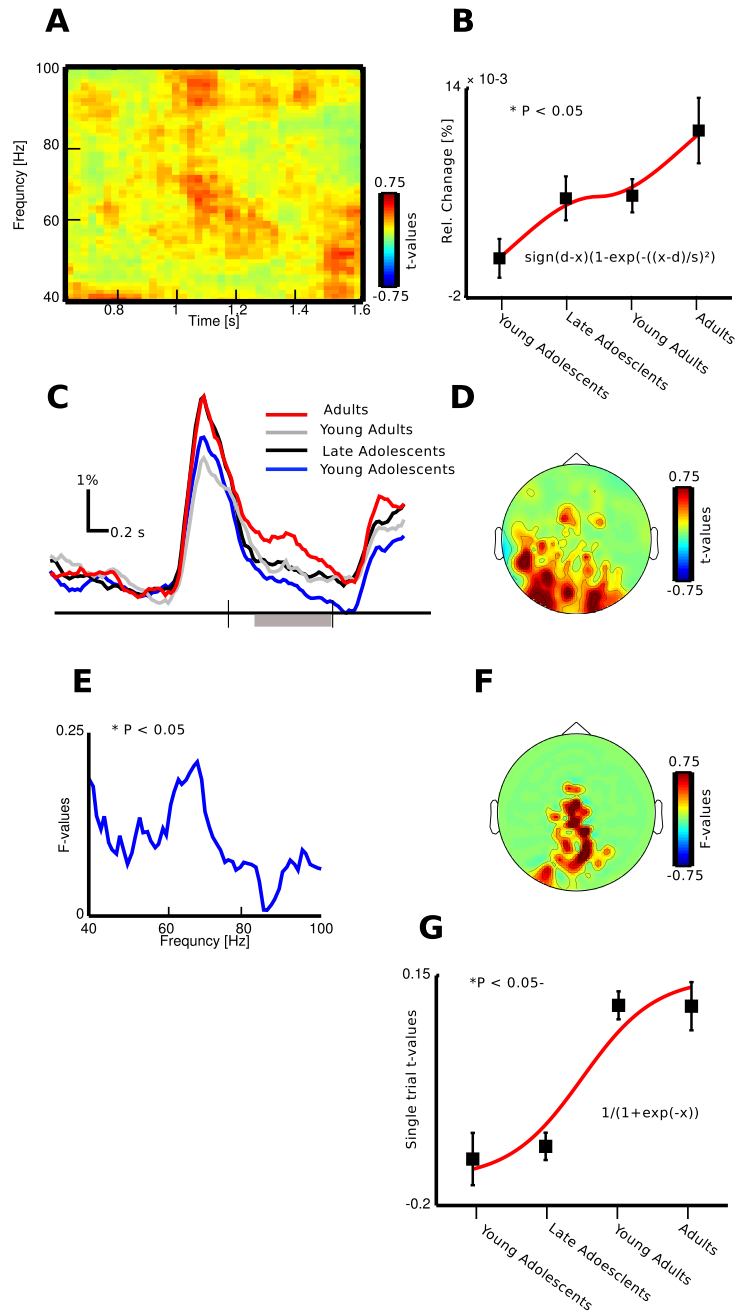 A
100
80
60
40
Frequncy [Hz]
0.8
1
1.2
1.4
1.6
Time [s]
0.75
-0.75
t-values
B
14 × 10-3
-2
Rel. Chanage [%]
* P < 0.05
sign(d-x)(1-exp(-((x-d)/s)²)
Young Adolescents
Late Adoesclents
Young Adults
Adults
C
Adults
Young Adults
Late Adolescents
Young Adolescents
1%
0.2 s
D
0.75
-0.75
t-values
E
0.25
0
F-values
* P < 0.05
40
60
80
100
Frequncy [Hz]
F
0.75
-0.75
F-values
G
0.15
-0.2
Single trial t-values
*P < 0.05-
1/(1+exp(-x))
Young Adolescents
Late Adoesclents
Young Adults
Adults